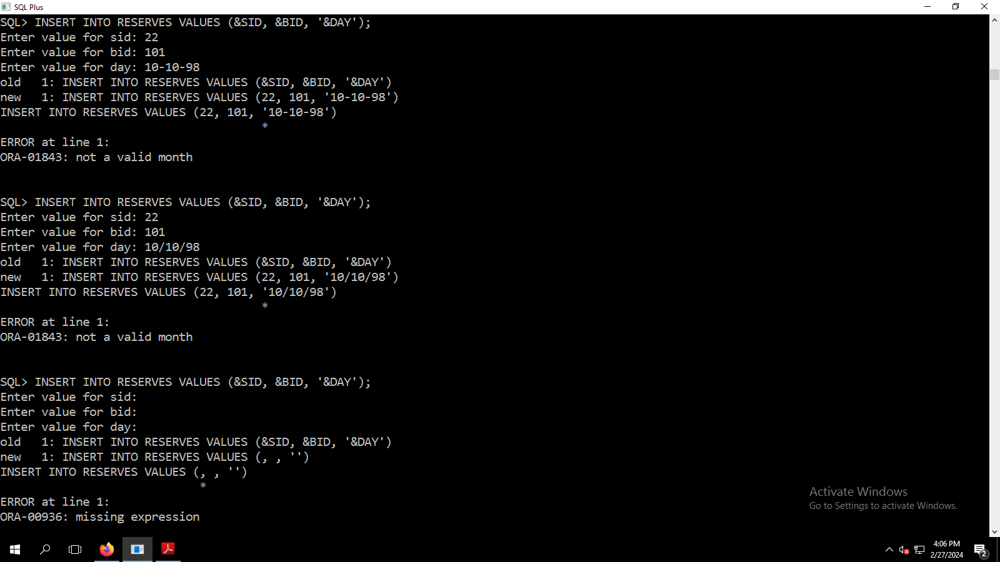 SQL Plus
SQL> INSERT INTO RESERVES VALUES (&SID, &BID, '&DAY');
Enter value for sid: 22
Enter value for bid: 101
Enter value for day: 10-10-98
old   1: INSERT INTO RESERVES VALUES (&SID, &BID, '&DAY')
new   1: INSERT INTO RESERVES VALUES (22, 101, '10-10-98')
INSERT INTO RESERVES VALUES (22, 101, '10-10-98')
                                      *
ERROR at line 1:
ORA-01843: not a valid month
SQL> INSERT INTO RESERVES VALUES (&SID, &BID, '&DAY');
Enter value for sid: 22
Enter value for bid: 101
Enter value for day: 10/10/98
old   1: INSERT INTO RESERVES VALUES (&SID, &BID, '&DAY')
new   1: INSERT INTO RESERVES VALUES (22, 101, '10/10/98')
INSERT INTO RESERVES VALUES (22, 101, '10/10/98')
                                      *
ERROR at line 1:
ORA-01843: not a valid month
SQL> INSERT INTO RESERVES VALUES (&SID, &BID, '&DAY');
Enter value for sid:
Enter value for bid:
Enter value for day:
old   1: INSERT INTO RESERVES VALUES (&SID, &BID, '&DAY')
new   1: INSERT INTO RESERVES VALUES (, , '')
INSERT INTO RESERVES VALUES (, , '')
                             *
ERROR at line 1:
ORA-00936: missing expression
Activate Windows
Go to Settings to activate Windows.
4:06 PM
2/27/2024
2